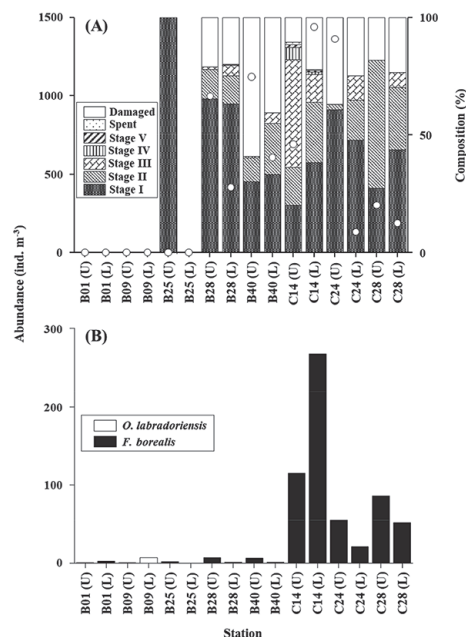 (A)
1500
1000
500
0
100
50
0
Damaged
Spent
Stage V
Stage IV
Stage III
Stage II
Stage I
B01 (U)
B01 (L)
B09 (U)
B09 (L)
B25 (U)
B25 (L)
B28 (U)
B28 (L)
B40 (U)
B40 (L)
C14 (U)
C14 (L)
C24 (U)
C24 (L)
C28 (U)
C28 (L)
Abundance (ind. m-3)
Composition (%)
(B)
300
200
100
0
O. labradoriensis
F. borealis
B01 (U)
B01 (L)
B09 (U)
B09 (L)
B25 (U)
B25 (L)
B28 (U)
B28 (L)
B40 (U)
B40 (L)
C14 (U)
C14 (L)
C24 (U)
C24 (L)
C28 (U)
C28 (L)
Station